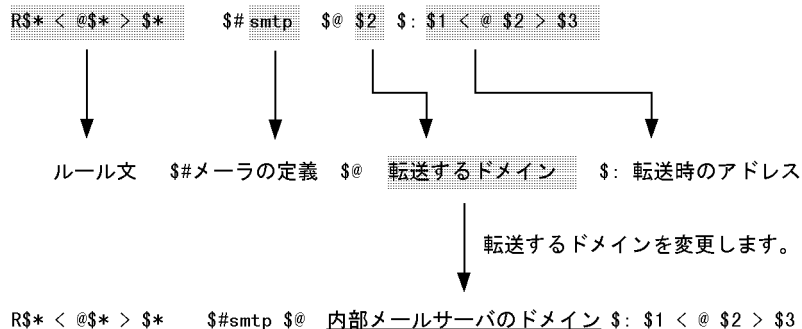 R$* < @$* > $* $# smtp $@ $2 $: $1 < @ $2 > $3
ルール文 $#メーラの定義 $@ 転送するドメイン $: 転送時のアドレス
転送するドメインを変更します。
R$* < @$* > $* $#smtp $@ 内部メールサーバのドメイン $: $1 < @ $2 > $3